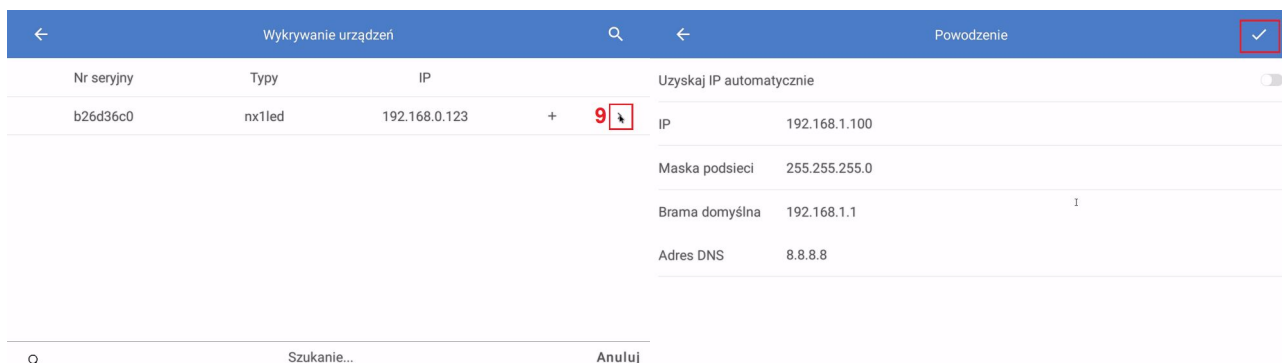 Wykrywanie urządzeń
Nr seryjny Typy IP
b26d36c0 nx1led 192.168.0.123 + 9
Szukanie... Anuluj
Powodzenie
Uzyskaj IP automatycznie
IP 192.168.1.100
Maska podsieci 255.255.255.0
Brama domyślna 192.168.1.1
Adres DNS 8.8.8.8